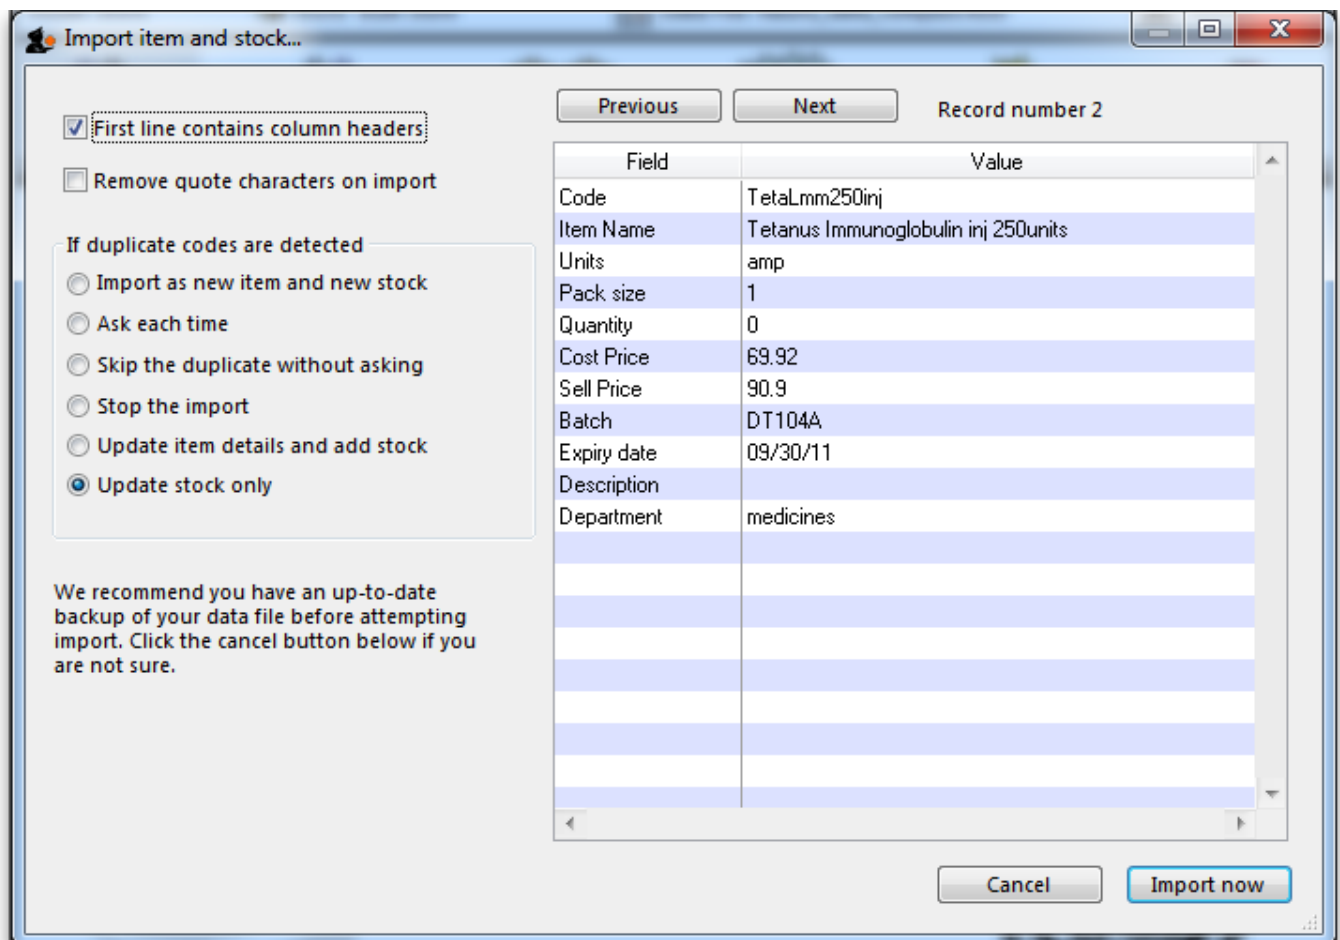 Import item and stock...
First line contains column headers
Remove quote characters on import
If duplicate codes are detected
Import as new item and new stock
Ask each time
Skip the duplicate without asking
Stop the import
Update item details and add stock
Update stock only
We recommend you have an up-to-date
backup of your data file before attempting
import. Click the cancel button below if you
are not sure.
Previous Next Record number 2
Field Value
Code TetaLmm250inj
Item Name Tetanus Immunoglobulin inj 250units
Units amp
Pack size 1
Quantity 0
Cost Price 69.92
Sell Price 90.9
Batch DT104A
Expiry date 09/30/11
Description
Department medicines
Cancel Import now